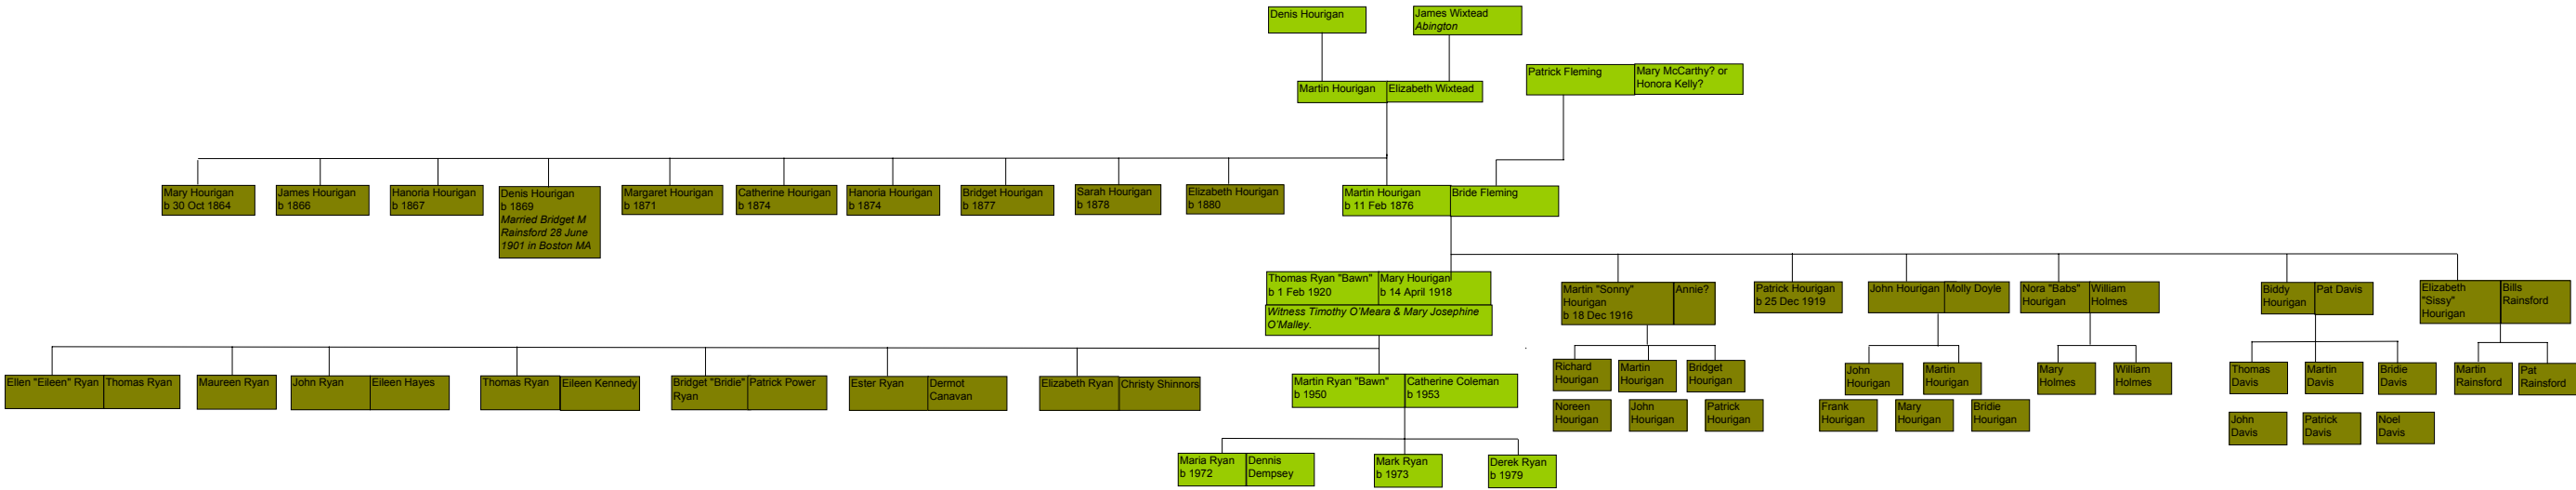 Denis Hourigan
James Wixtead
Abington
Patrick Fleming
Mary McCarthy? or
Honora Kelly?
Martin Hourigan
Elizabeth Wixtead
Mary Hourigan
b 30 Oct 1864
James Hourigan
b 1866
Hanoria Hourigan
b 1867
Denis Hourigan
b 1869
Married Bridget M
Rainsford 28 June
1901 in Boston MA
Margaret Hourigan
b 1871
Catherine Hourigan
b 1874
Hanoria Hourigan
b 1874
Bridget Hourigan
b 1877
Sarah Hourigan
b 1878
Elizabeth Hourigan
b 1880
Martin Hourigan
b 11 Feb 1876
Bride Fleming
Thomas Ryan "Bawn"
b 1 Feb 1920
Mary Hourigan
b 14 April 1918
Witness Timothy O'Meara & Mary Josephine
O'Malley.
Martin "Sonny"
Hourigan
b 18 Dec 1916
Annie?
Patrick Hourigan
b 25 Dec 1919
John Hourigan
Molly Doyle
Nora "Babs"
Hourigan
William
Holmes
Biddy
Hourigan
Pat Davis
Elizabeth
"Sissy"
Hourigan
Bills
Rainsford
Ellen "Eileen" Ryan
Thomas Ryan
Maureen Ryan
John Ryan
Eileen Hayes
Thomas Ryan
Eileen Kennedy
Bridget "Bridie"
Ryan
Patrick Power
Ester Ryan
Dermot
Canavan
Elizabeth Ryan
Christy Shinnors
Martin Ryan "Bawn"
b 1950
Catherine Coleman
b 1953
Richard
Hourigan
Martin
Hourigan
Bridget
Hourigan
John
Hourigan
Martin
Hourigan
Mary
Holmes
William
Holmes
Thomas
Davis
Martin
Davis
Bridie
Davis
Martin
Rainsford
Pat
Rainsford
Noreen
Hourigan
John
Hourigan
Patrick
Hourigan
Frank
Hourigan
Mary
Hourigan
Bridie
Hourigan
John
Davis
Patrick
Davis
Noel
Davis
Maria Ryan
b 1972
Dennis
Dempsey
Mark Ryan
b 1973
Derek Ryan
b 1979